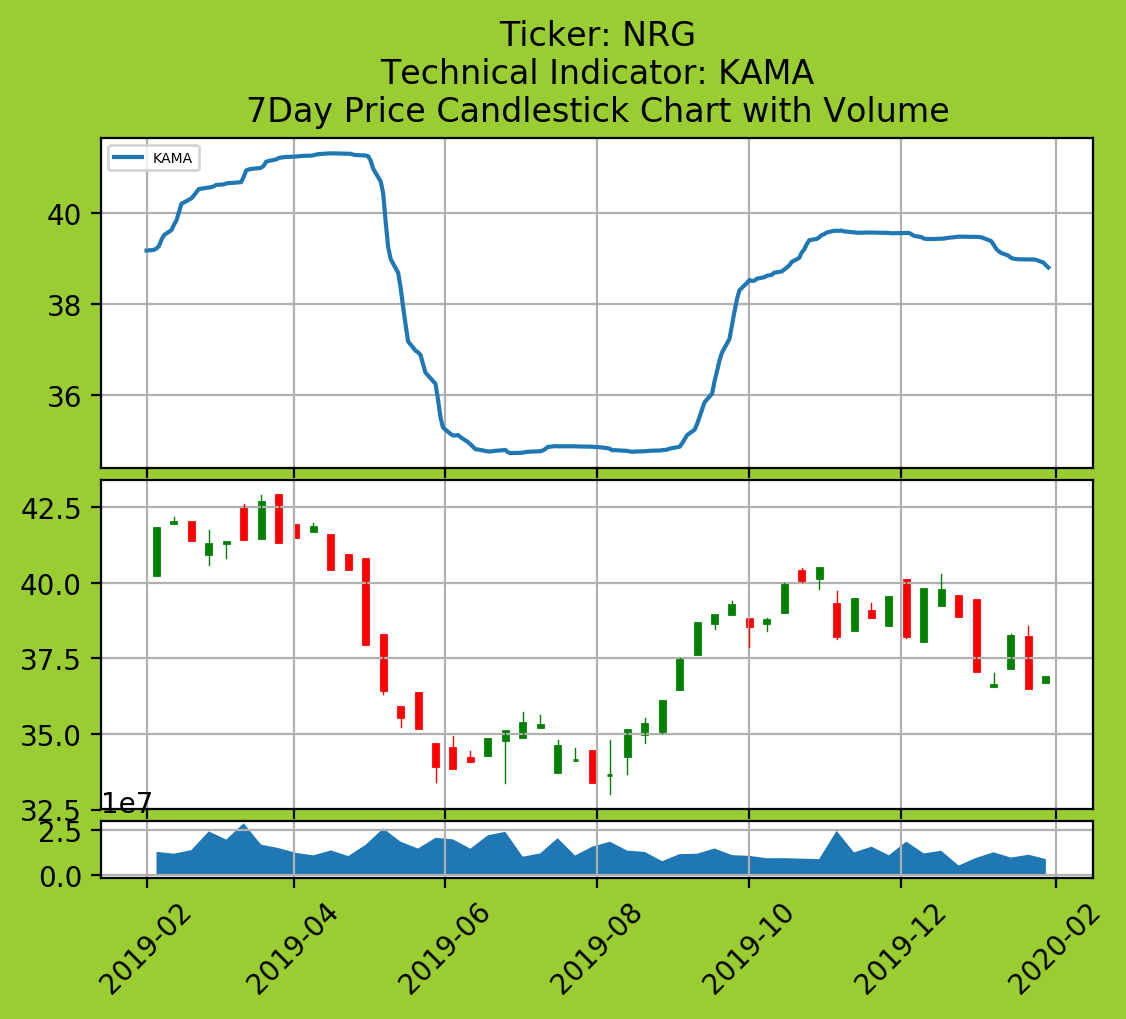 Ticker: NRG
Technical Indicator: KAMA
7Day Price Candlestick Chart with Volume
KAMA
40
38
36
42.5
40.0
37.5
35.0
32.5
1e7
2.5
0.0
2019-02 2019-04 2019-06 2019-08 2019-10 2019-12 2020-02